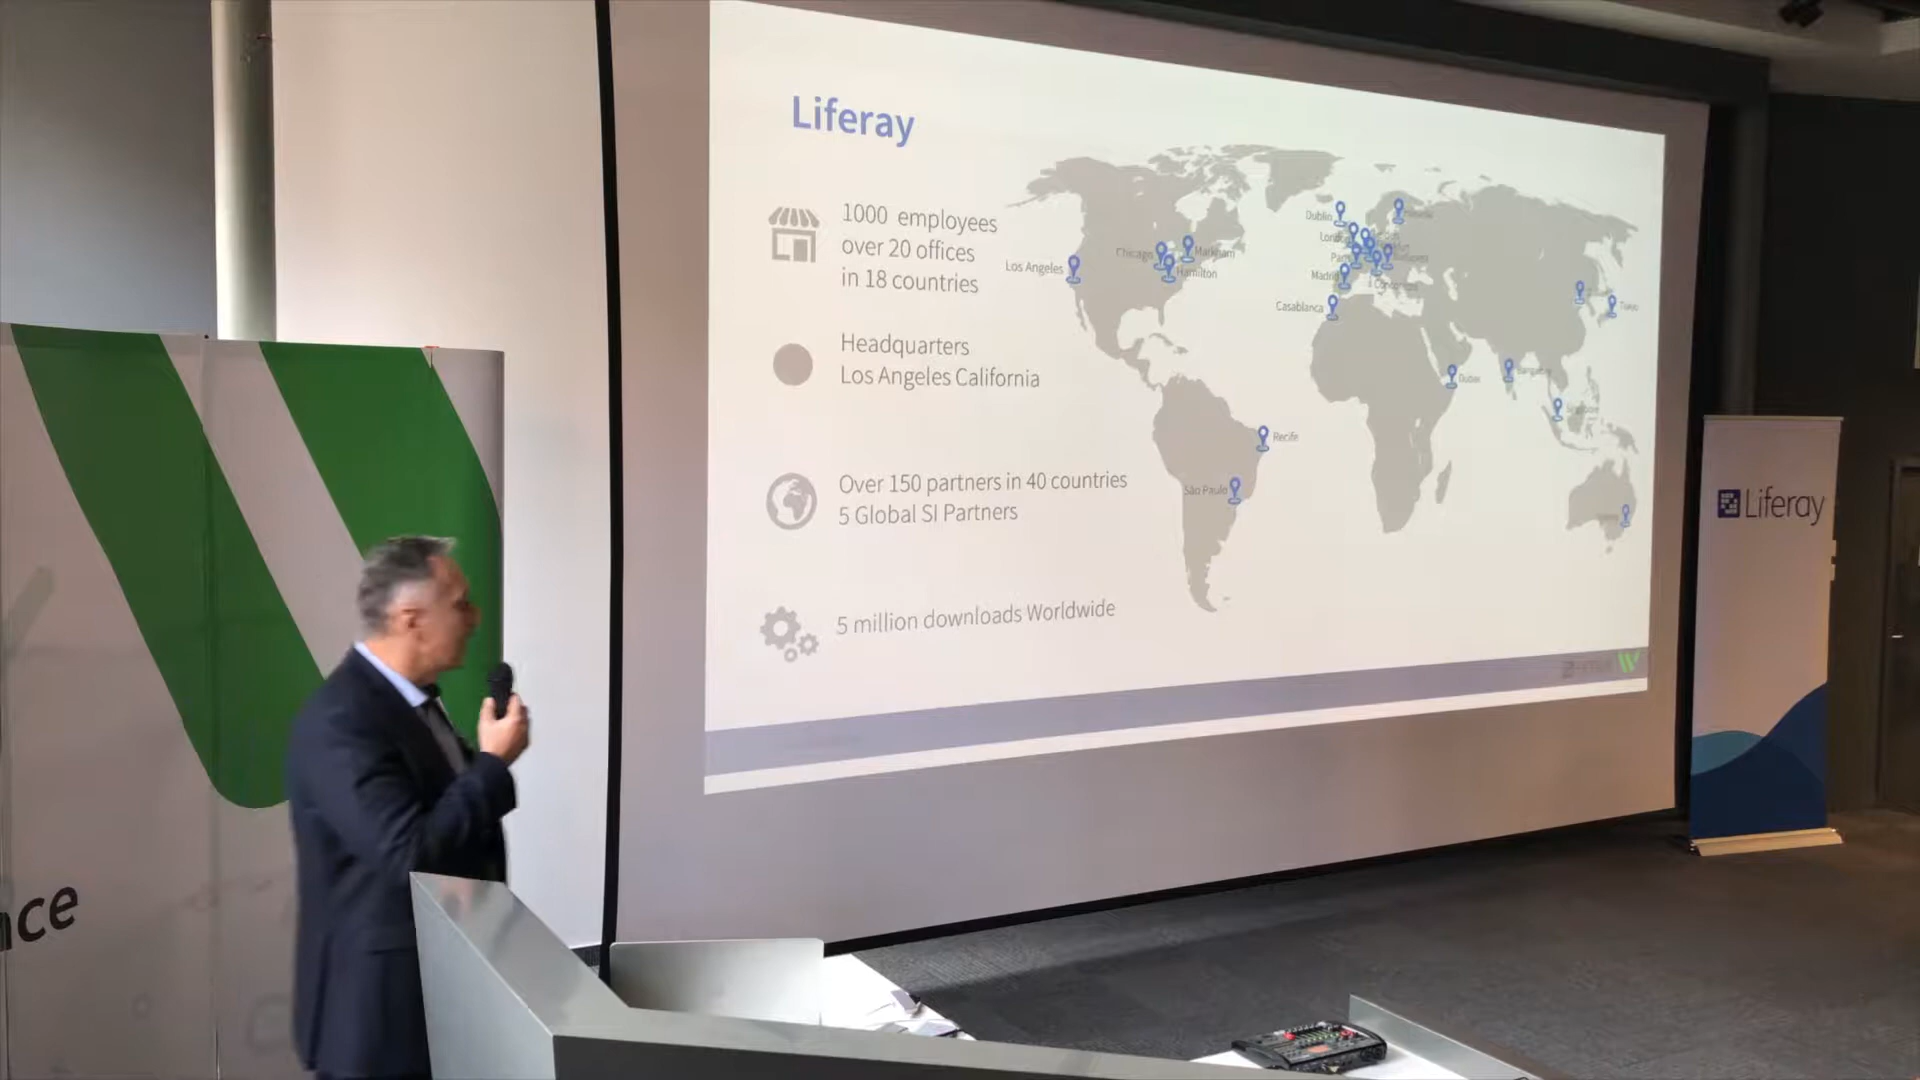 Liferay
1000 employees
over 20 offices
in 18 countries
Headquarters
Los Angeles California
Over 150 partners in 40 countries
5 Global SI Partners
5 million downloads Worldwide
Los Angeles
Chicago
Markham
Hamilton
Dublin
London
Paris
Madrid
Casablanca
Recife
São Paulo
Dubai
Tokyo
Liferay
nce